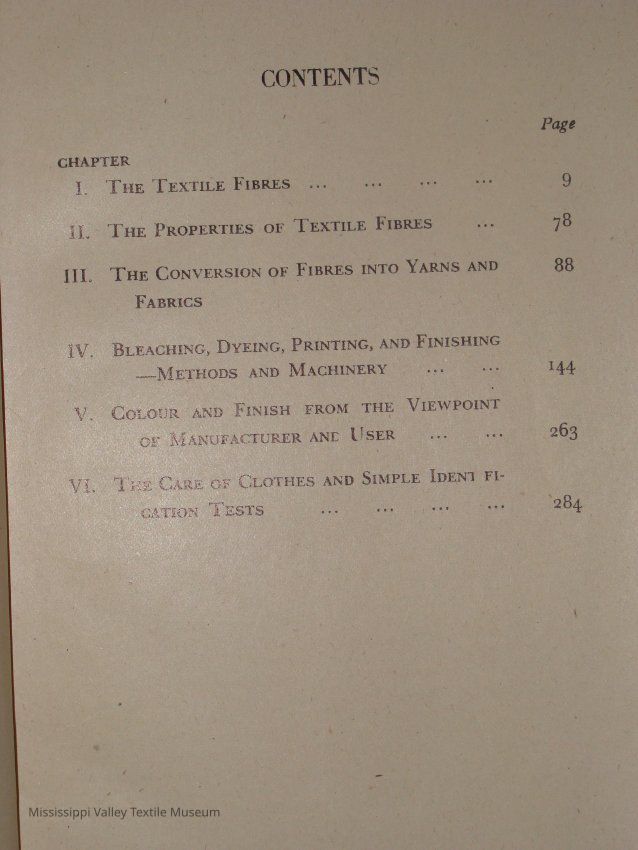 CONTENTS
Page
CHAPTER
I. THE TEXTILE FIBRES ... ... ... ... 9
II. THE PROPERTIES OF TEXTILE FIBRES ... 78
III. THE CONVERSION OF FIBRES INTO YARNS AND 88
FABRICS
IV. BLEACHING, DYEING, PRINTING, AND FINISHING
—METHODS AND MACHINERY ... ... 144
V. COLOUR AND FINISH FROM THE VIEWPOINT
OF MANUFACTURER AND USER ... ... 263
VI. THE CARE OF CLOTHES AND SIMPLE IDENTIFI-
CATION TESTS ... ... ... ... 284
Mississippi Valley Textile Museum